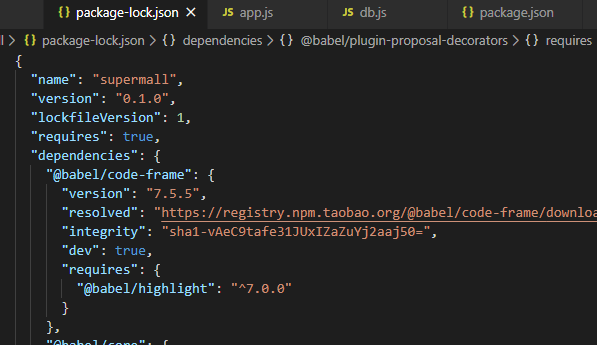 {} package-lock.json × JS app.js JS db.js {} package.json
{} package-lock.json > {} dependencies > {} @babel/plugin-proposal-decorators > {} requires
{
"name": "supermall",
"version": "0.1.0",
"lockfileVersion": 1,
"requires": true,
"dependencies": {
"@babel/code-frame": {
"version": "7.5.5",
"resolved": "https://registry.npm.taobao.org/@babel/code-frame/downloa
"integrity": "sha1-vAeC9tafe31JUxIZaZuYj2aaj50=",
"dev": true,
"requires": {
"@babel/highlight": "^7.0.0"
}
},